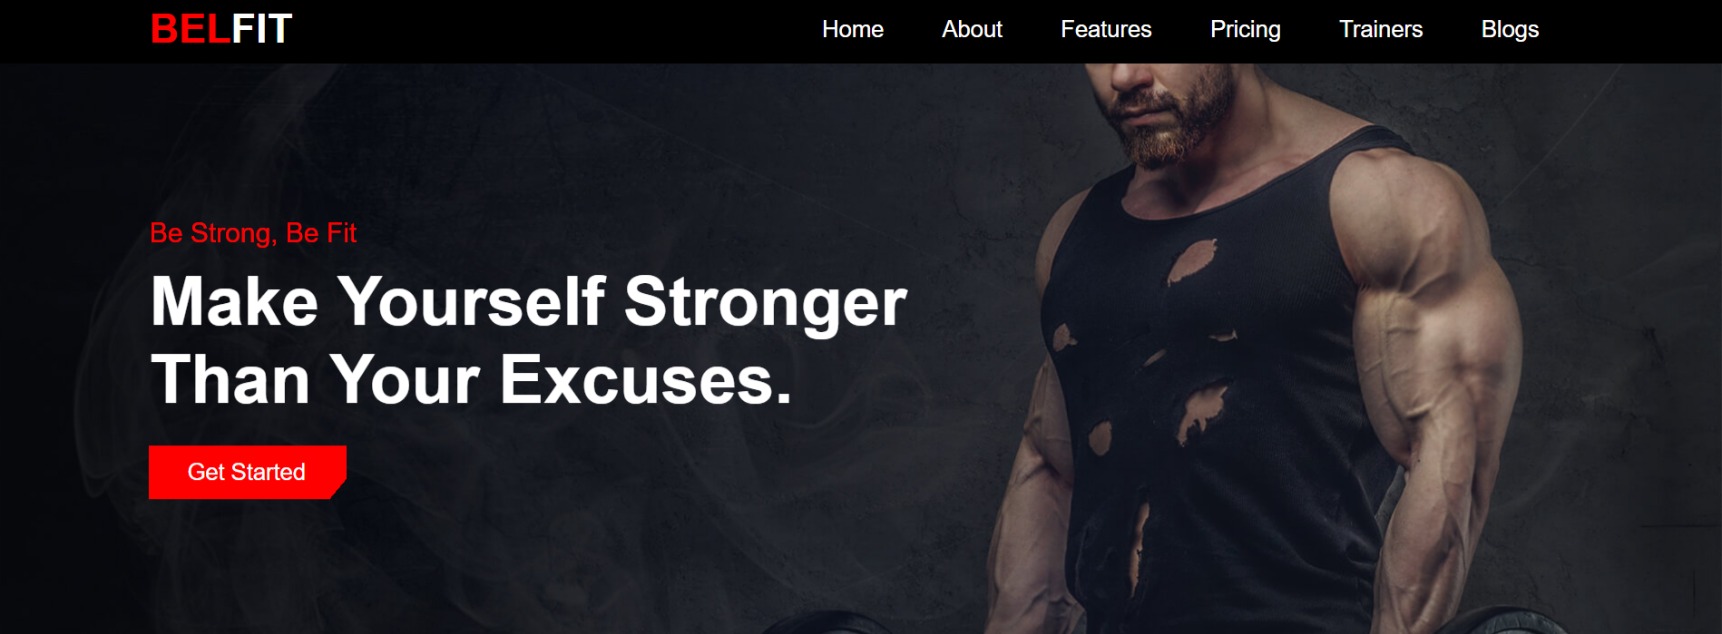 BELFIT
Home About Features Pricing Trainers Blogs
Be Strong, Be Fit
Make Yourself Stronger
Than Your Excuses.
Get Started